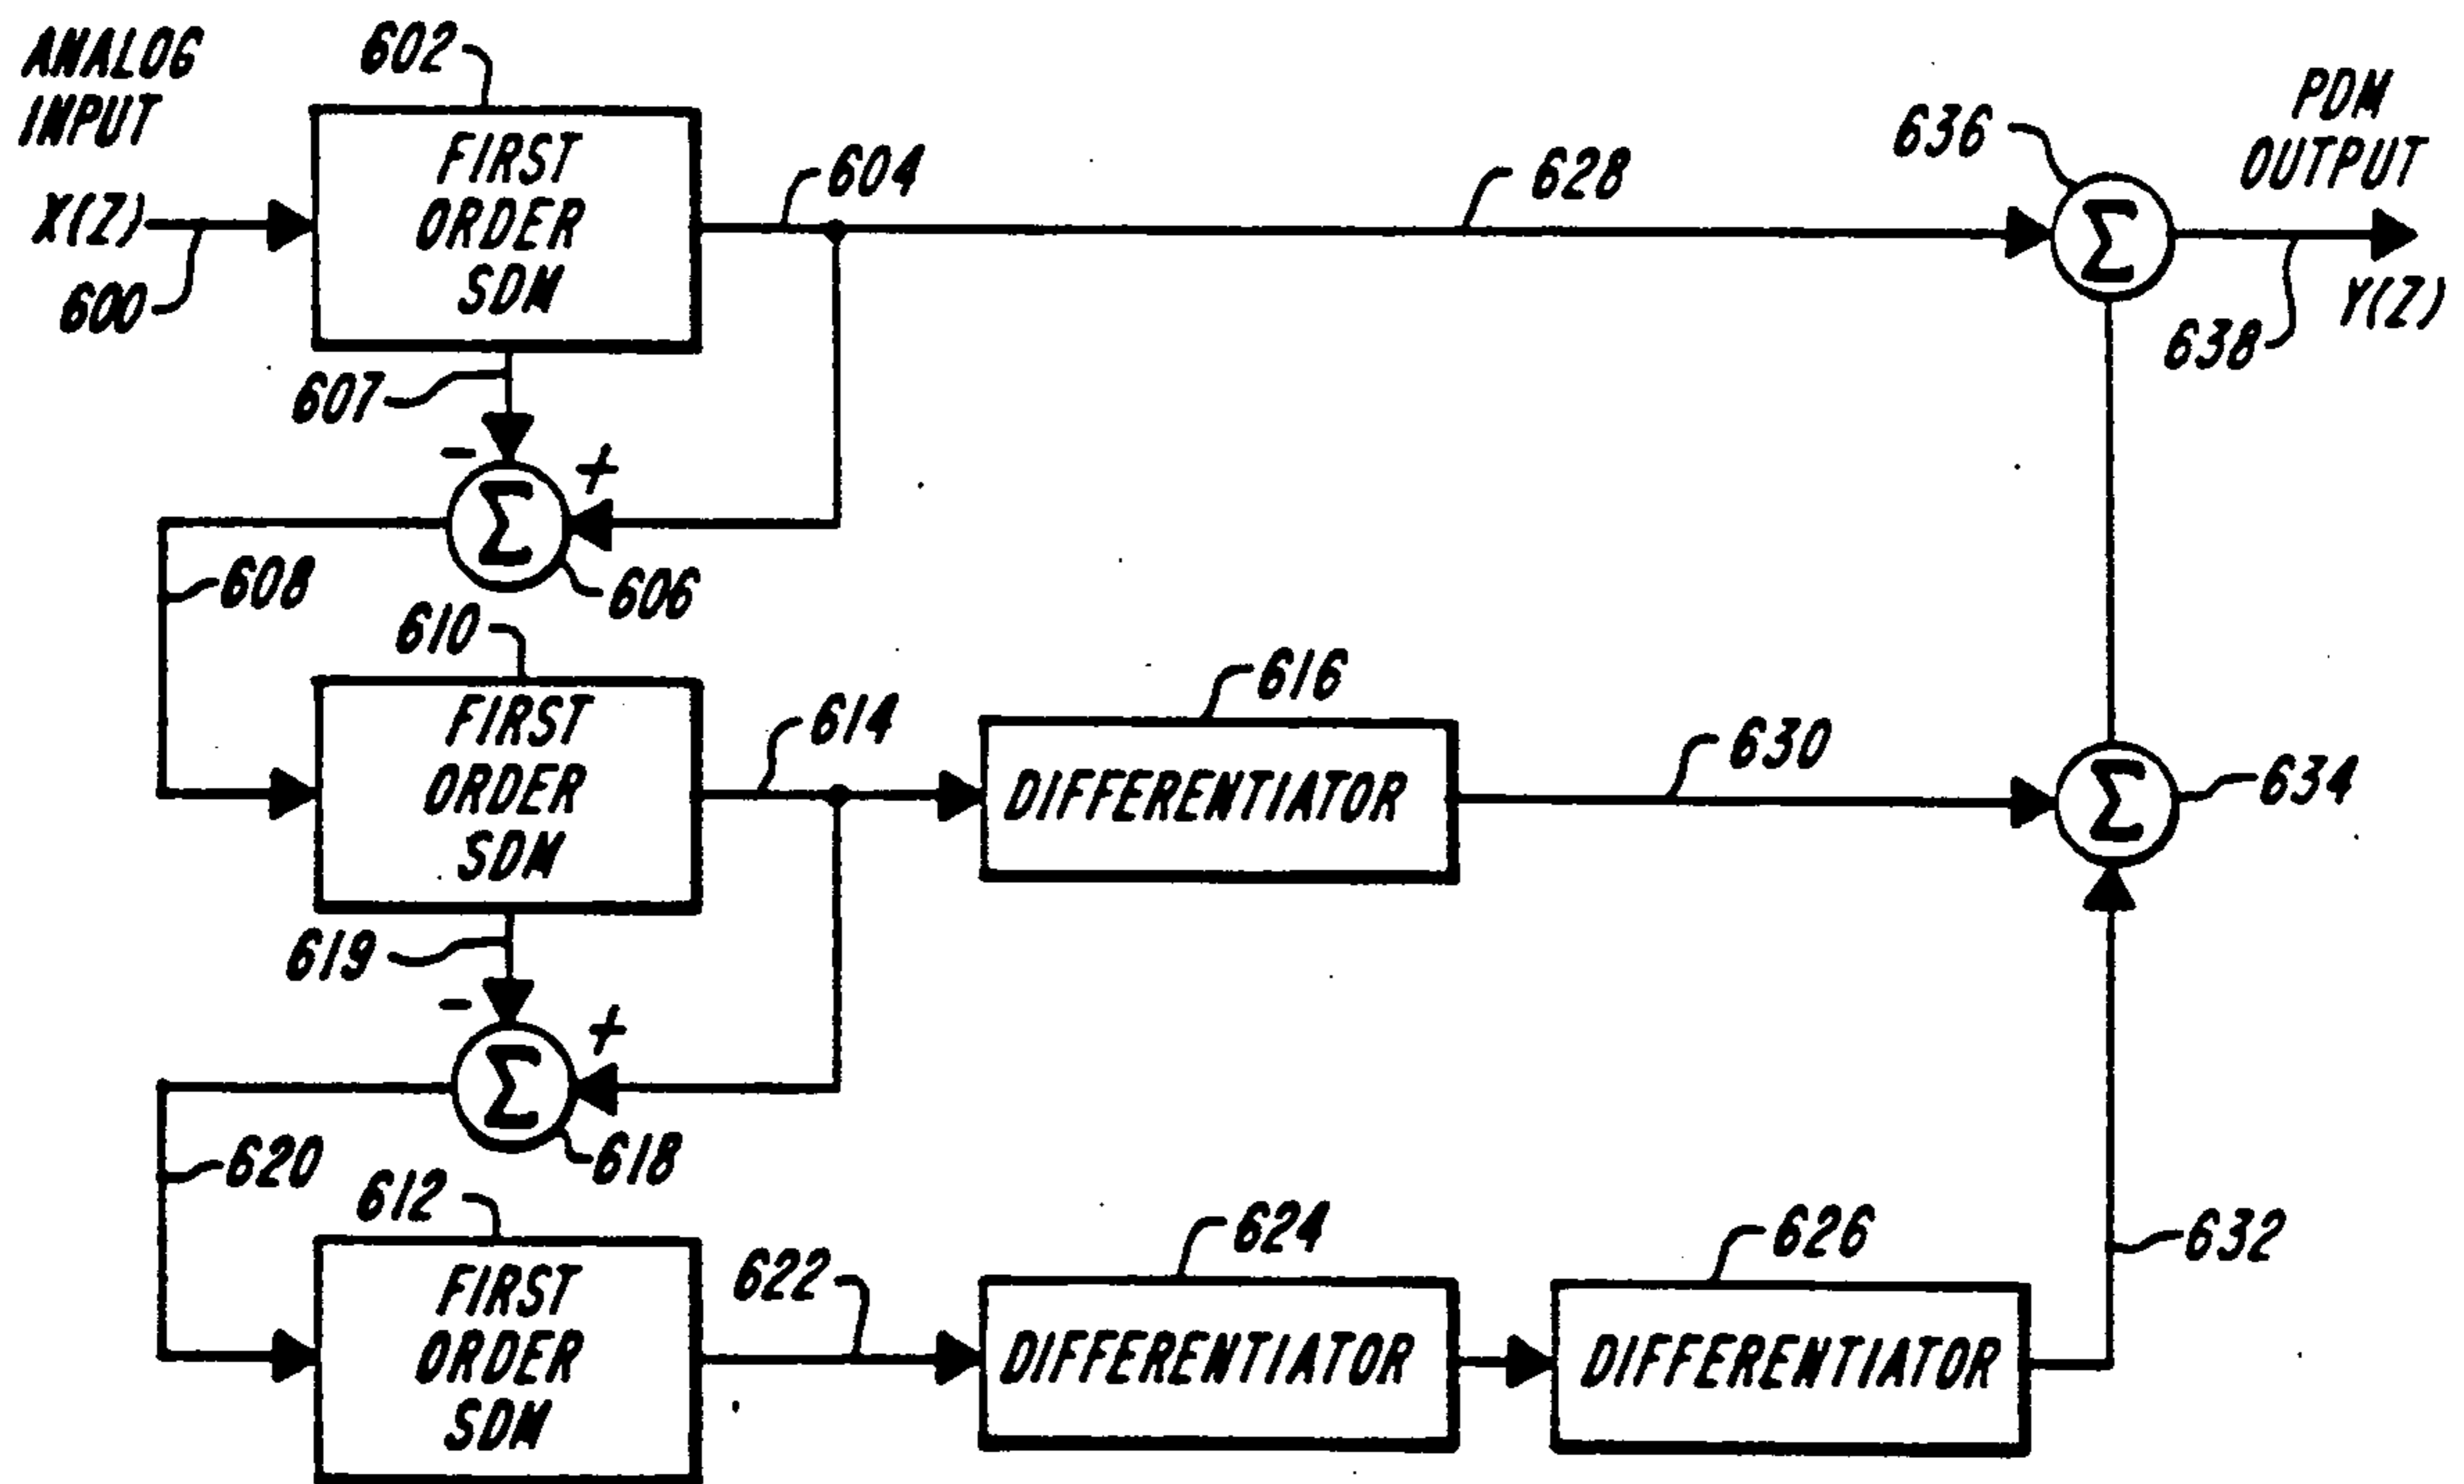 ANALOG
INPUT
X(Z)
600
602
FIRST
ORDER
SDM
604
628
636
Σ
PDM
OUTPUT
Y(Z)
638
607
-
+
Σ
606
608
610
FIRST
ORDER
SDM
614
616
DIFFERENTIATOR
630
Σ
634
619
-
+
Σ
618
620
612
FIRST
ORDER
SDM
622
624
DIFFERENTIATOR
626
DIFFERENTIATOR
632